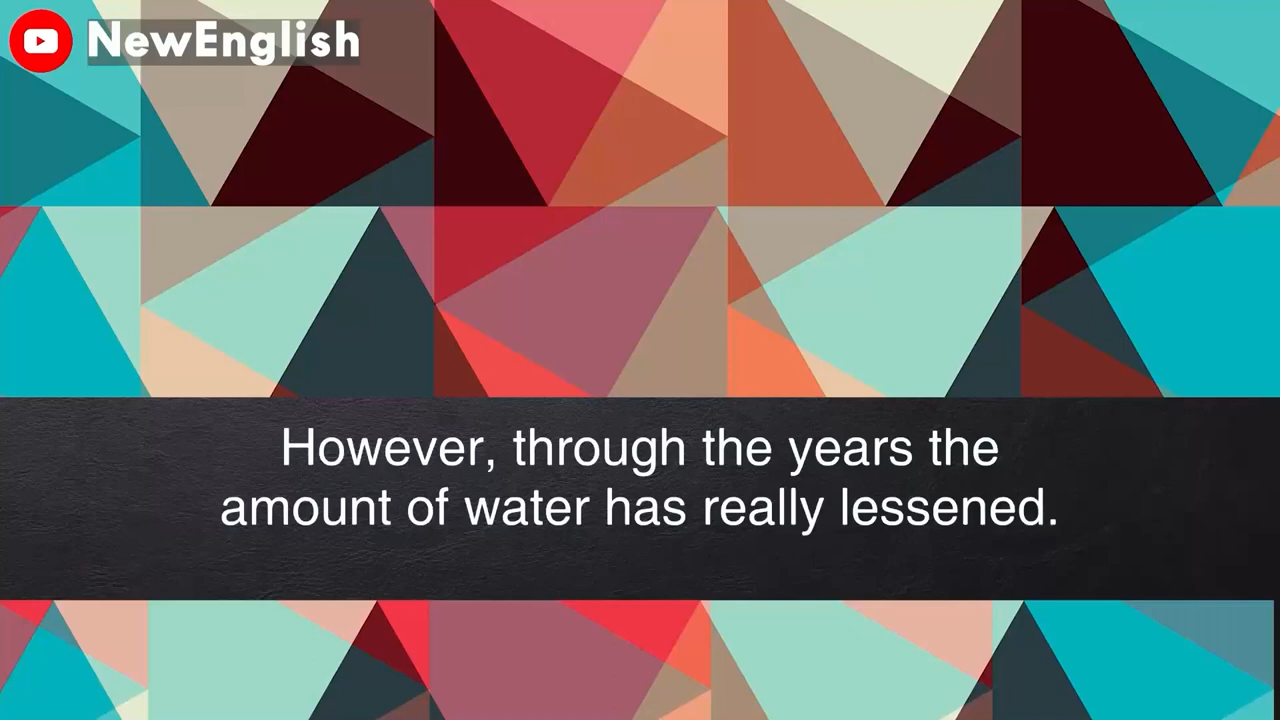 NewEnglish
However, through the years the
amount of water has really lessened.